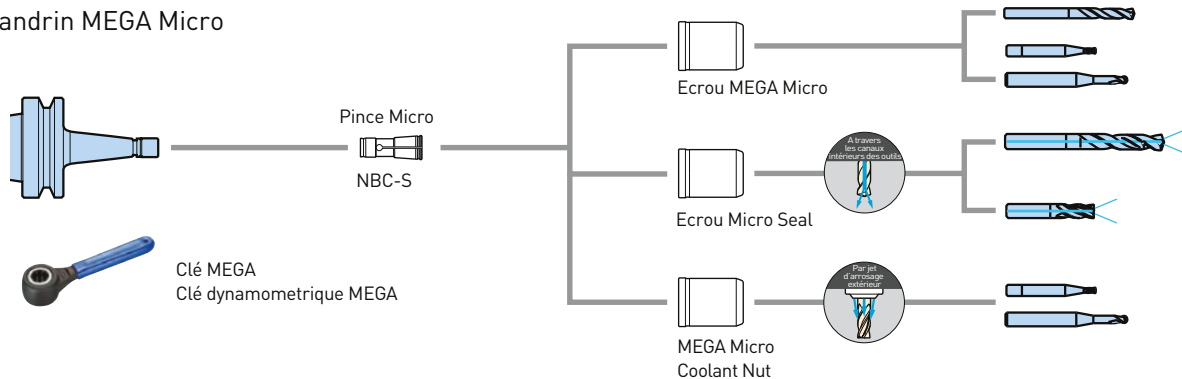 andrin MEGA Micro
Pince Micro
NBC-S
Clé MEGA
Clé dynamometrique MEGA
Ecrou MEGA Micro
A travers
les canaux
intérieurs des outils
Ecrou Micro Seal
Par jet
d'arrosage
extérieur
MEGA Micro
Coolant Nut